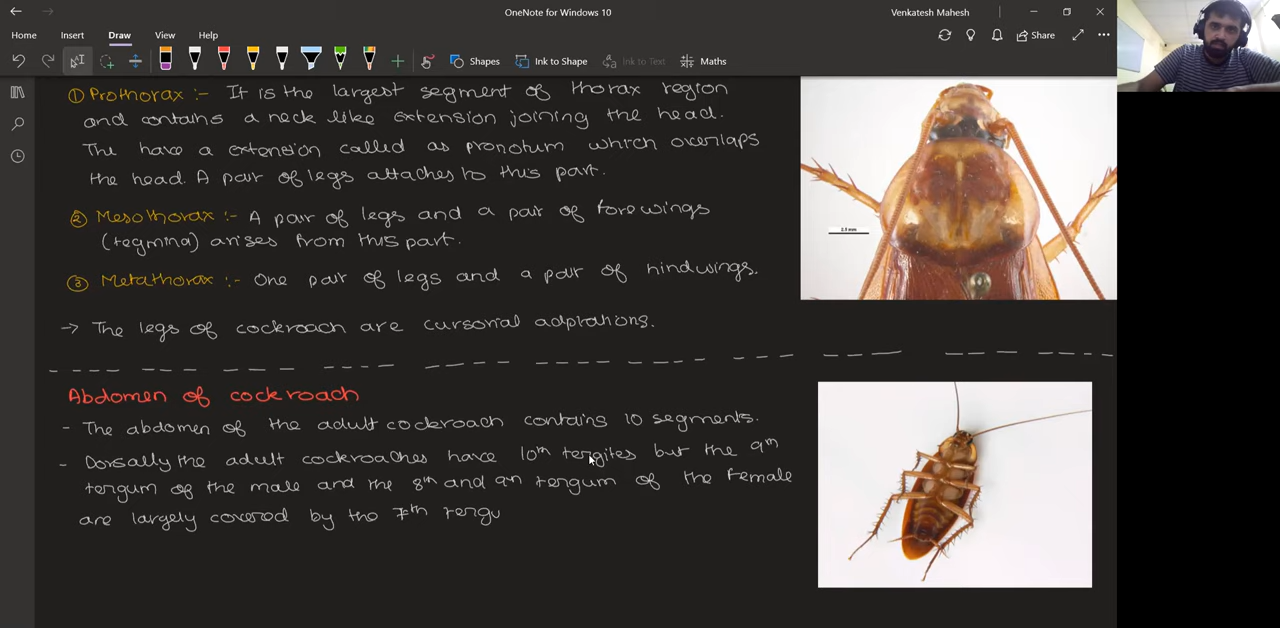 OneNote for Windows 10
Venkatesh Mahesh
Home Insert Draw View Help
Share
Shapes Ink to Shape Ink to Text Maths
① Prothorax :- It is the largest segment of thorax region
and contains a neck like extension joining the head.
The have a extension called as pronotum which overlaps
the head. A pair of legs attaches to this part.
② Mesothorax :- A pair of legs and a pair of forewings
(tegmina) arises from this part.
③ Metathorax :- One pair of legs and a pair of hindwings.
→ The legs of cockroach are cursorial adptations.
Abdomen of cockroach
- The abdomen of the adult cockroach contains 10 segments.
- Dorsally the adult cockroaches have 10th tergites but the 9th
tergum of the male and the 8th and 9th tergum of the female
are largely covered by the 7th tergu